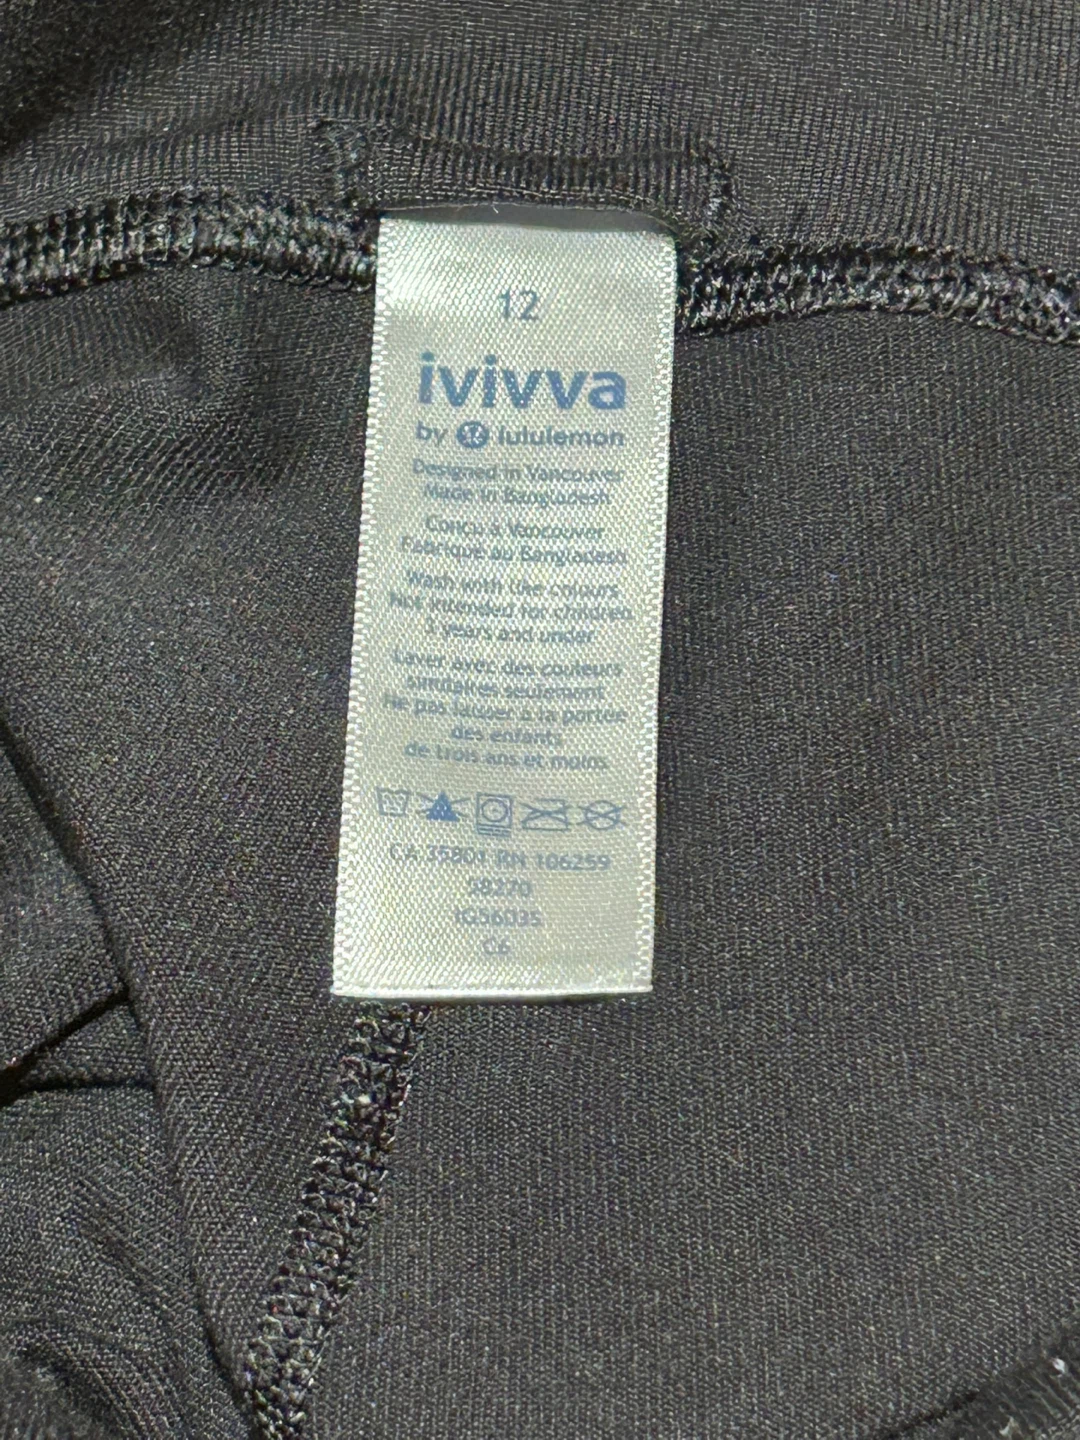 12
ivivva
by lululemon
Designed in Vancouver
Made in Bangladesh
Conçu à Vancouver
Fabriqué au Bangladesh
Wash with like colours
Not intended for children
3 years and under
Laver avec des couleurs
similaires seulement
Ne pas laisser à la portée
des enfants
de trois ans et moins
CA 35801 RN 106259
58270
IG56035
C6